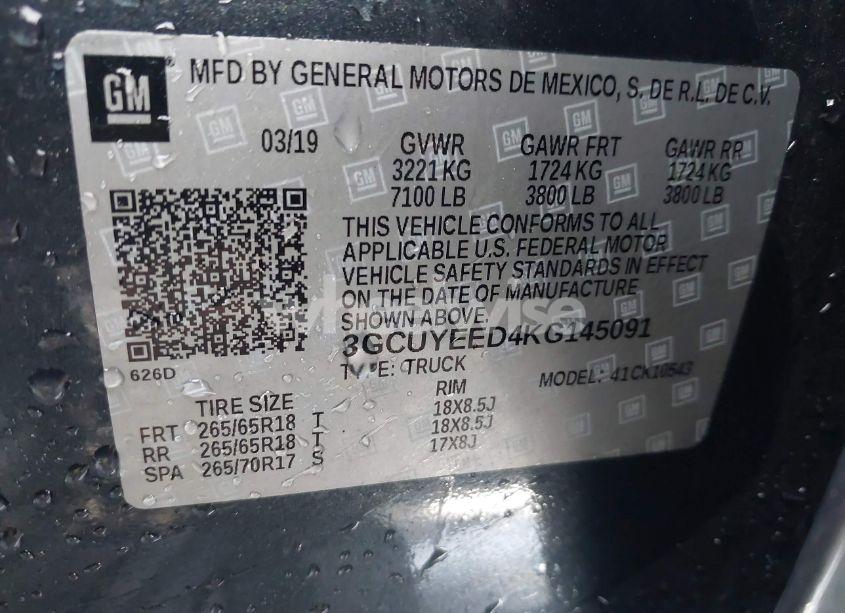 GM
MFD BY GENERAL MOTORS DE MEXICO, S. DE R.L. DE C.V.
03/19 GVWR GAWR FRT GAWR RR
3221 KG 1724 KG 1724 KG
7100 LB 3800 LB 3800 LB
THIS VEHICLE CONFORMS TO ALL
APPLICABLE U.S. FEDERAL MOTOR
VEHICLE SAFETY STANDARDS IN EFFECT
ON THE DATE OF MANUFACTURE
SHOWN ABOVE.
3GCUYEED4KG145091
626D TYPE: TRUCK MODEL: 41CK10543
TIRE SIZE RIM
FRT 265/65R18 T 18X8.5J
RR 265/65R18 T 18X8.5J
SPA 265/70R17 S 17X8J